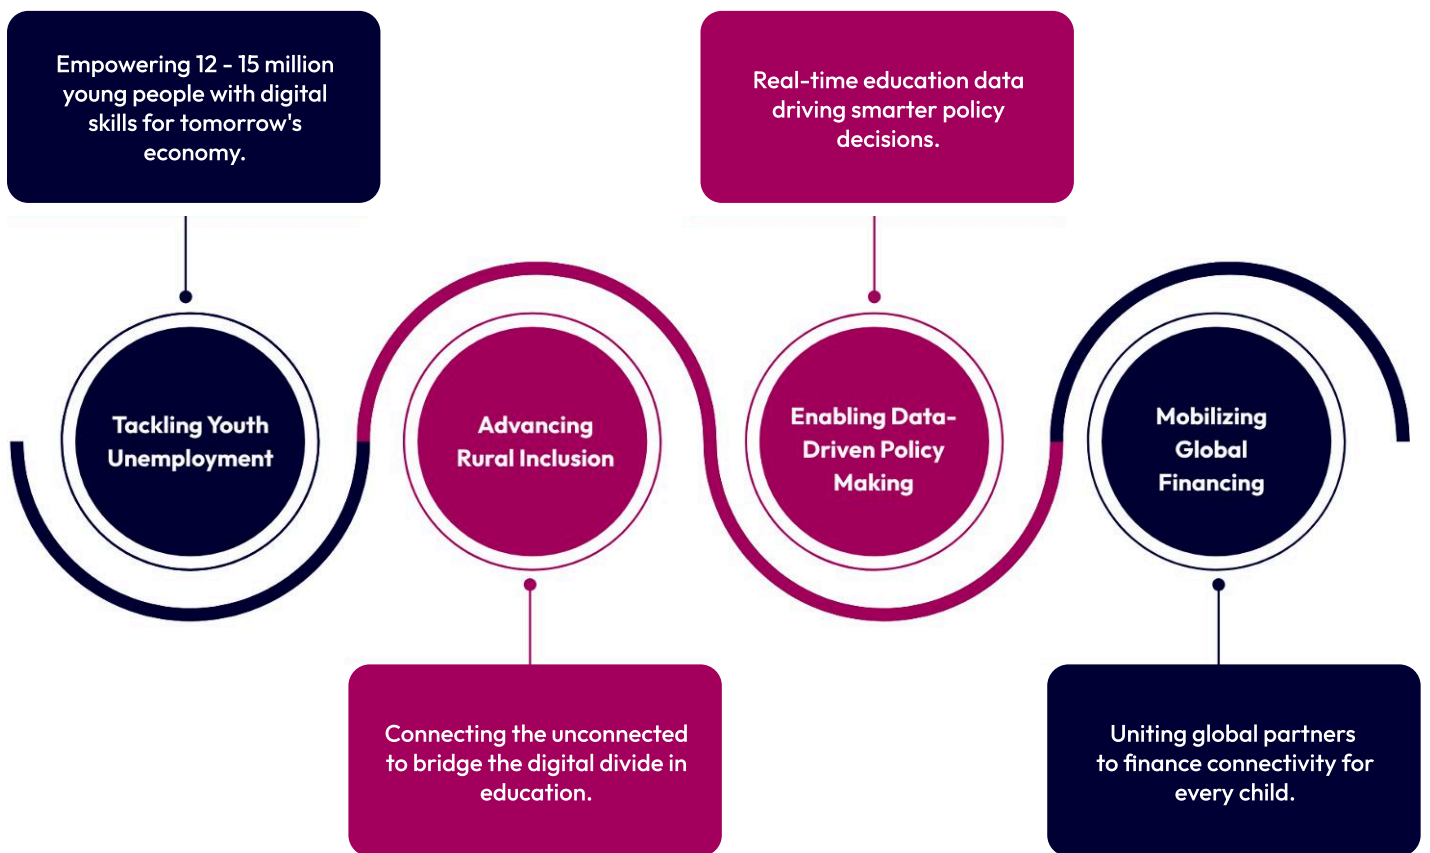 Empowering 12 - 15 million
young people with digital
skills for tomorrow's
economy.
Real-time education data
driving smarter policy
decisions.
Tackling Youth
Unemployment
Advancing
Rural Inclusion
Enabling Data-
Driven Policy
Making
Mobilizing
Global
Financing
Connecting the unconnected
to bridge the digital divide in
education.
Uniting global partners
to finance connectivity for
every child.